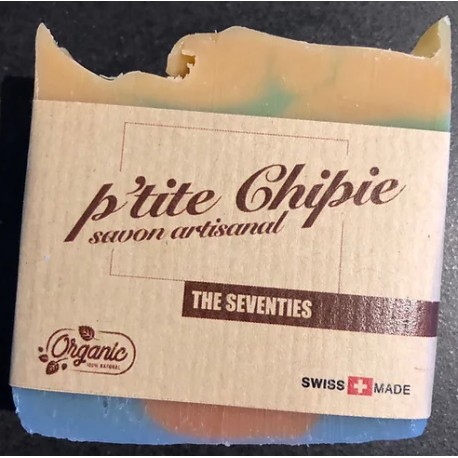 p'tite Chipie
savon artisanal
THE SEVENTIES
Organic
100% NATURAL
SWISS MADE